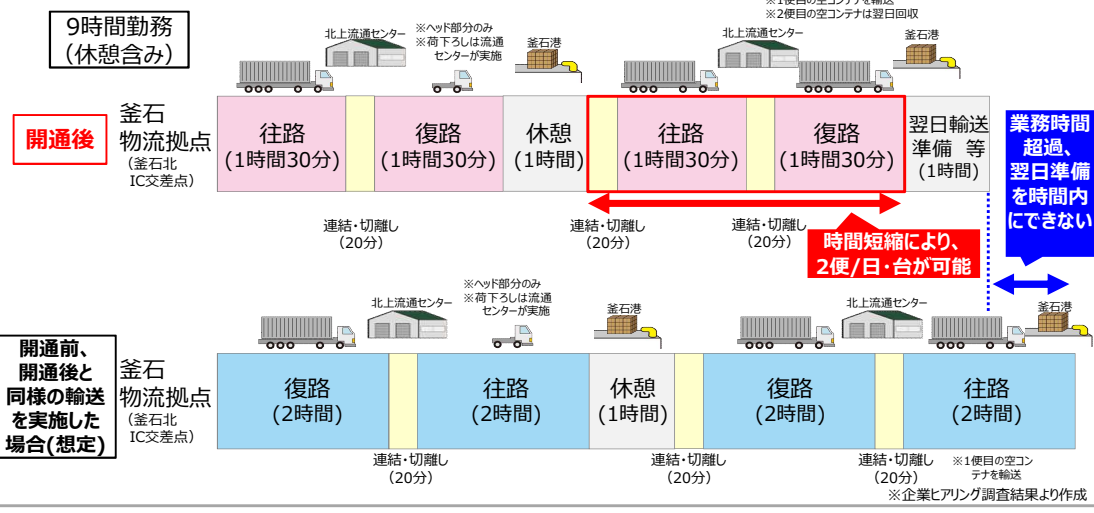 ※1便目の空コンテナを輸送
※2便目の空コンテナは翌日回収
9時間勤務
（休憩含み）
北上流通センター
※ヘッド部分のみ
※荷下ろしは流通
センターが実施
釜石港
北上流通センター
釜石港
開通後
釜石
物流拠点
（釜石北
IC交差点）
往路
(1時間30分)
復路
(1時間30分)
休憩
(1時間)
往路
(1時間30分)
復路
(1時間30分)
翌日輸送
準備 等
(1時間)
業務時間
超過、
翌日準備
を時間内
にできない
連結・切離し
（20分）
連結・切離し
（20分）
連結・切離し
（20分）
時間短縮により、
2便/日・台が可能
北上流通センター
※ヘッド部分のみ
※荷下ろしは流通
センターが実施
釜石港
北上流通センター
釜石港
開通前、
開通後と
同様の輸送
を実施した
場合(想定)
釜石
物流拠点
（釜石北
IC交差点）
復路
(2時間)
往路
(2時間)
休憩
(1時間)
復路
(2時間)
往路
(2時間)
連結・切離し
（20分）
連結・切離し
（20分）
連結・切離し
（20分）
※1便目の空コン
テナを輸送
※企業ヒアリング調査結果より作成